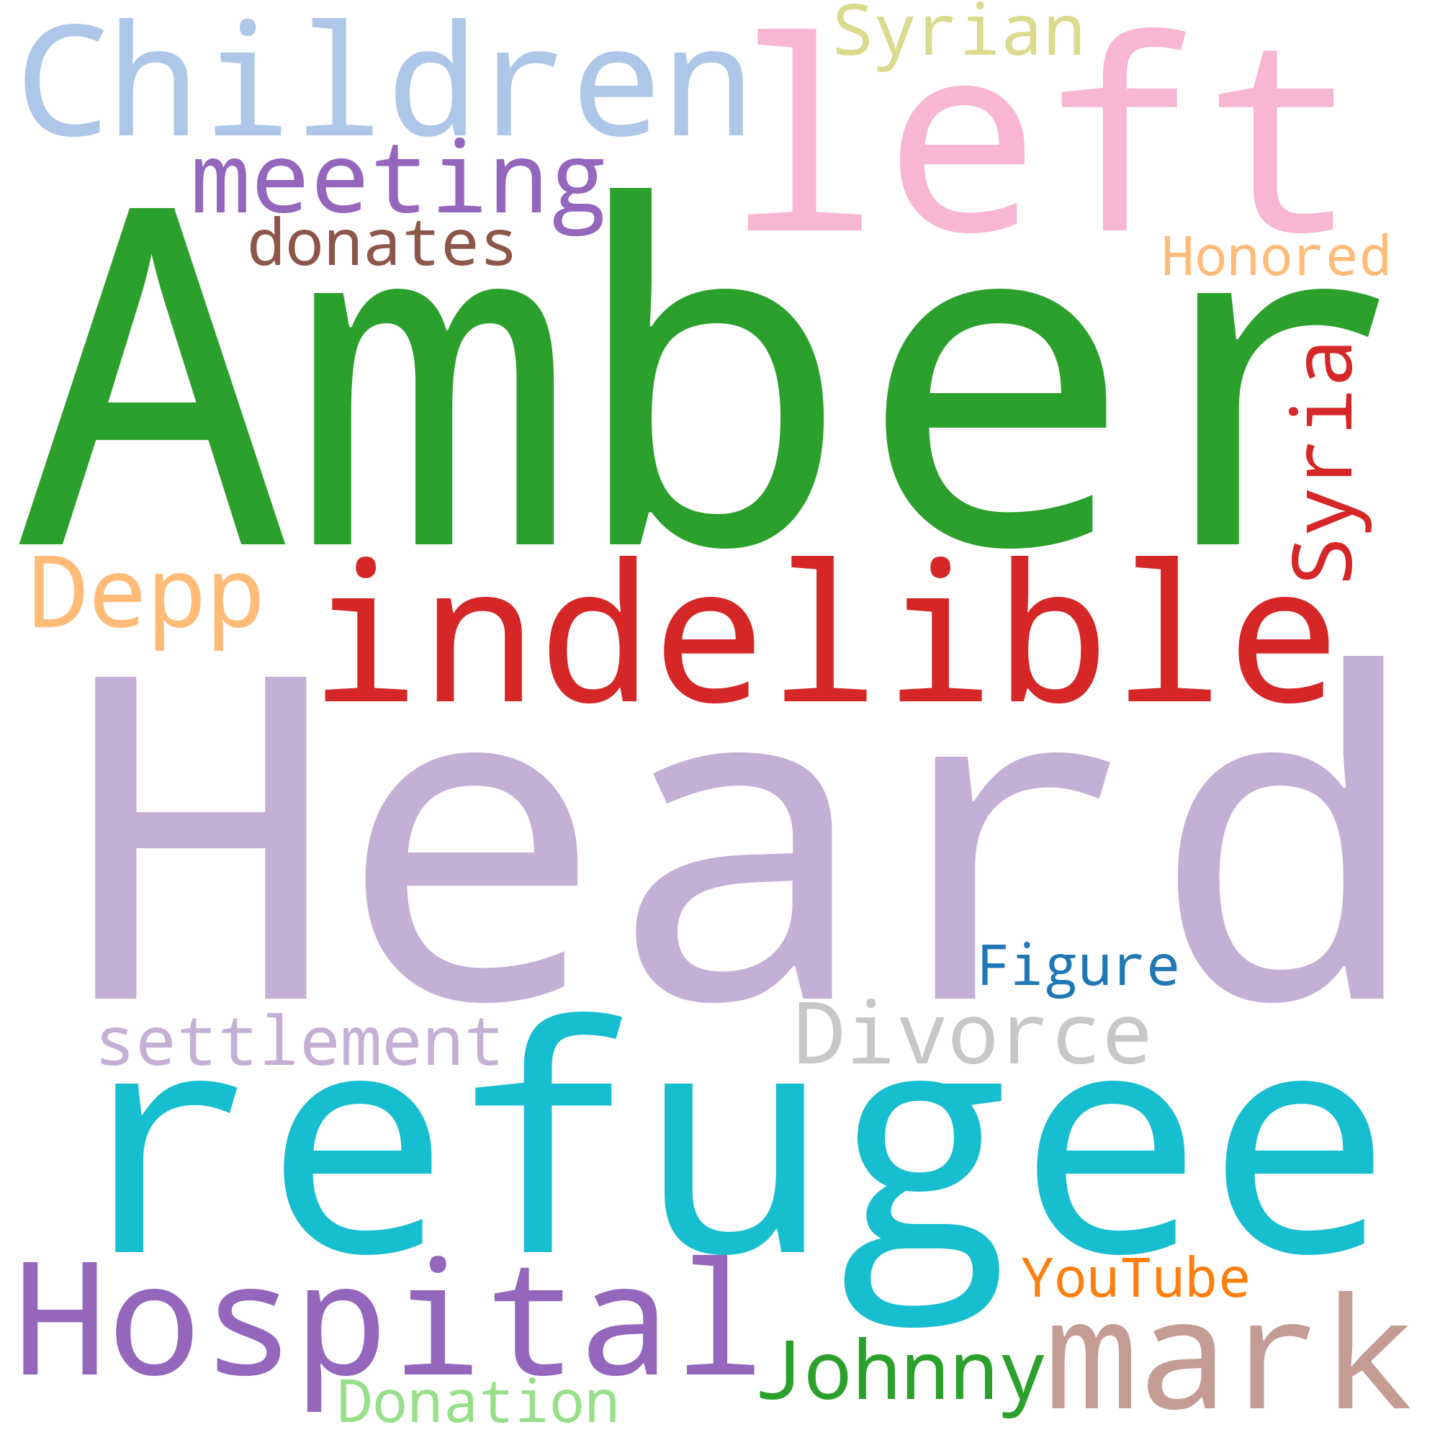 Children
left
Syrian
meeting
donates
Honored
Amber
Syria
Depp
indelible
Heard
Figure
settlement
Divorce
refugee
Hospital
YouTube
Johnny
mark
Donation